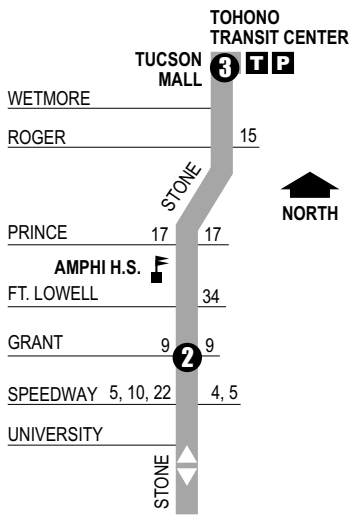 TOHONO
TRANSIT CENTER
TUCSON
MALL
3 T P
WETMORE
ROGER 15
STONE
NORTH
PRINCE 17 17
AMPHI H.S.
FT. LOWELL 34
GRANT 9 2 9
SPEEDWAY 5, 10, 22 4, 5
UNIVERSITY
STONE